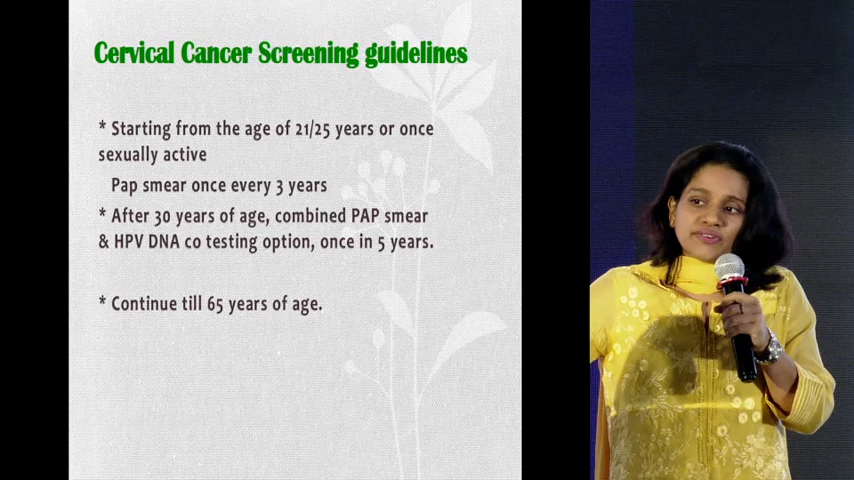 Cervical Cancer Screening guidelines
* Starting from the age of 21/25 years or once
sexually active
Pap smear once every 3 years
* After 30 years of age, combined PAP smear
& HPV DNA co testing option, once in 5 years.
* Continue till 65 years of age.